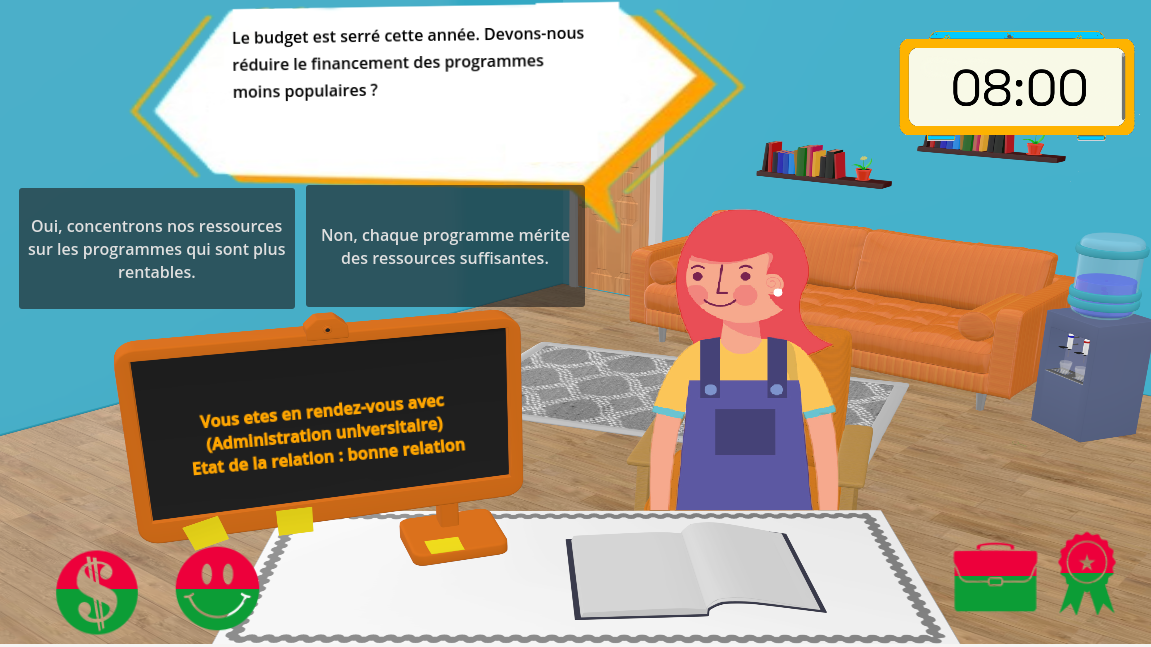 Le budget est serré cette année. Devons-nous
réduire le financement des programmes
moins populaires ?
08:00
Oui, concentrons nos ressources
sur les programmes qui sont plus
rentables.
Non, chaque programme mérite
des ressources suffisantes.
Vous etes en rendez-vous avec
(Administration universitaire)
Etat de la relation : bonne relation